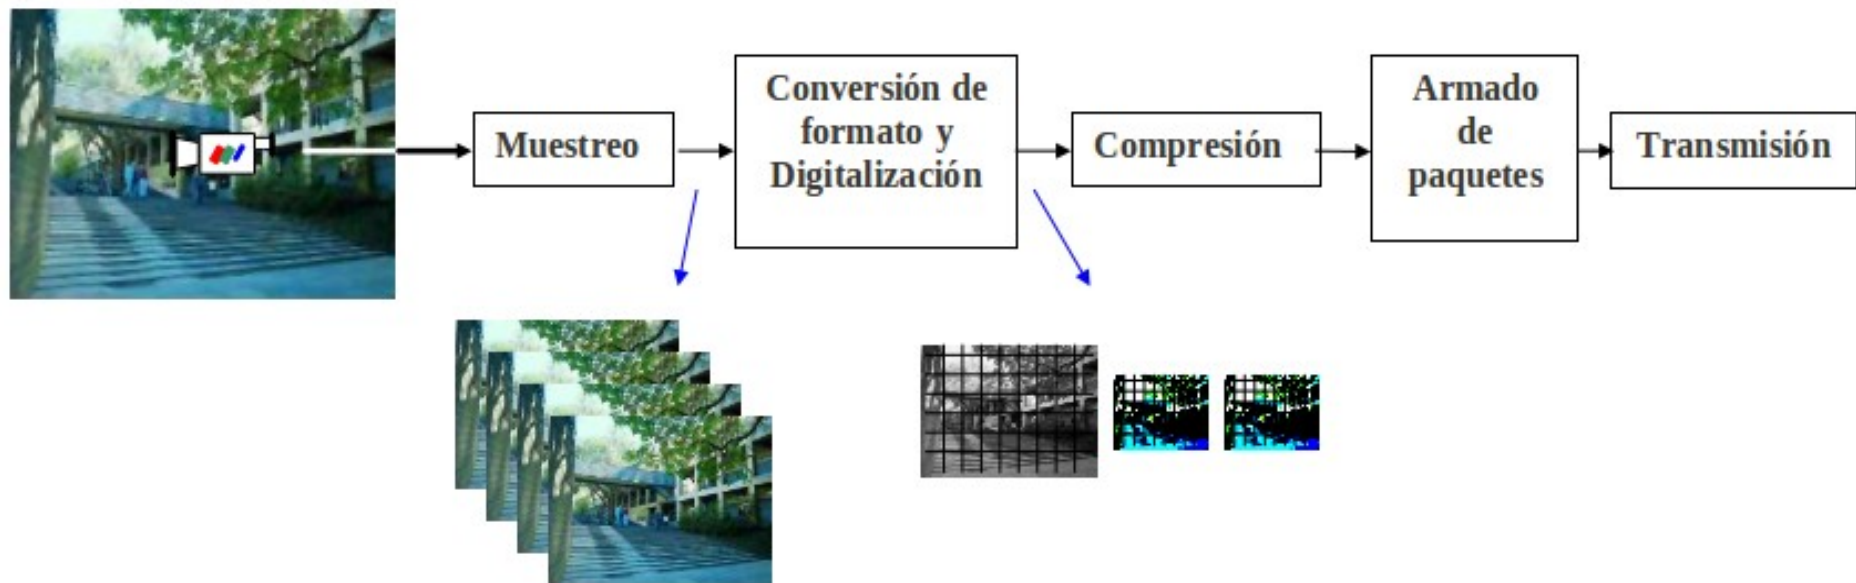 Muestreo
Conversión de
formato y
Digitalización
Compresión
Armado
de
paquetes
Transmisión